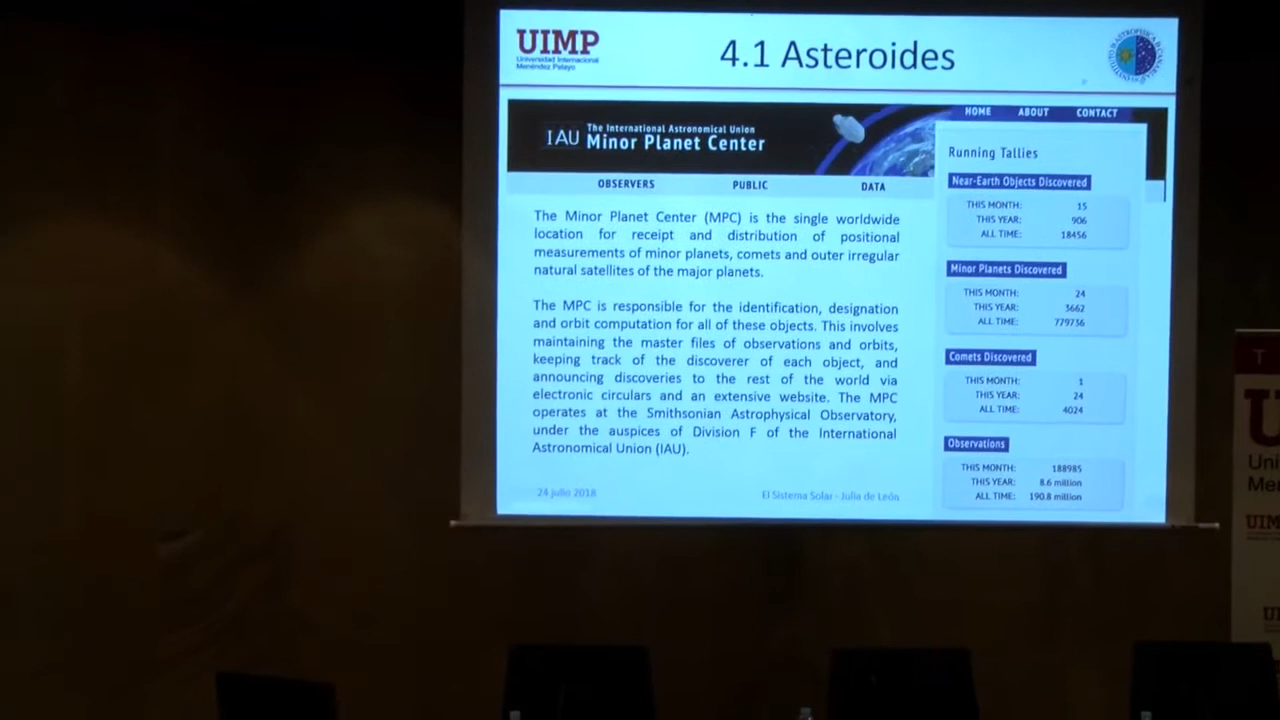 UIMP
Universidad Internacional
Menéndez Pelayo
4.1 Asteroides
IAU
The International Astronomical Union
Minor Planet Center
HOME ABOUT CONTACT
OBSERVERS PUBLIC DATA
The Minor Planet Center (MPC) is the single worldwide
location for receipt and distribution of positional
measurements of minor planets, comets and outer irregular
natural satellites of the major planets.
The MPC is responsible for the identification, designation
and orbit computation for all of these objects. This involves
maintaining the master files of observations and orbits,
keeping track of the discoverer of each object, and
announcing discoveries to the rest of the world via
electronic circulars and an extensive website. The MPC
operates at the Smithsonian Astrophysical Observatory,
under the auspices of Division F of the International
Astronomical Union (IAU).
Running Tallies
Near-Earth Objects Discovered
THIS MONTH: 15
THIS YEAR: 906
ALL TIME: 18456
Minor Planets Discovered
THIS MONTH: 24
THIS YEAR: 3662
ALL TIME: 779736
Comets Discovered
THIS MONTH: 1
THIS YEAR: 24
ALL TIME: 4024
Observations
THIS MONTH: 188985
THIS YEAR: 8.6 million
ALL TIME: 190.8 million
24 julio 2018
El Sistema Solar - Julia de León
T
U
Uni
Me
UIM